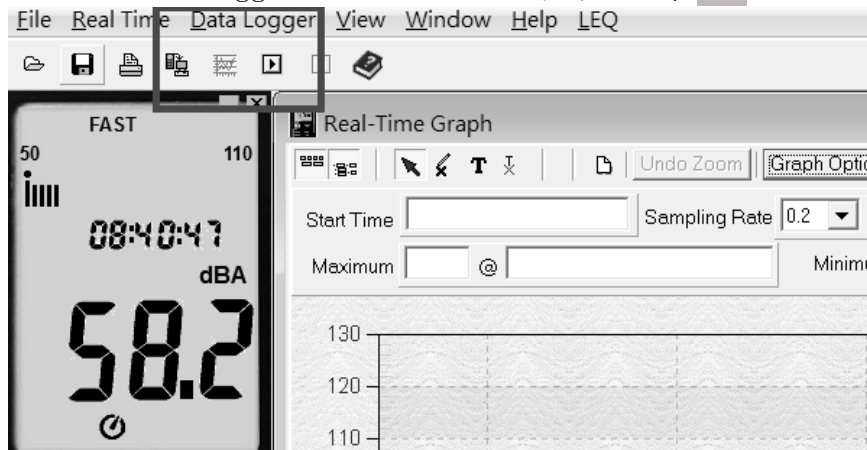 File Real Time Data Logger View Window Help LEQ
FAST
50 110
08:40:47
dBA
58.2
Real-Time Graph
T
Undo Zoom Graph Optio
Start Time Sampling Rate 0.2
Maximum @ Minimu
130
120
110